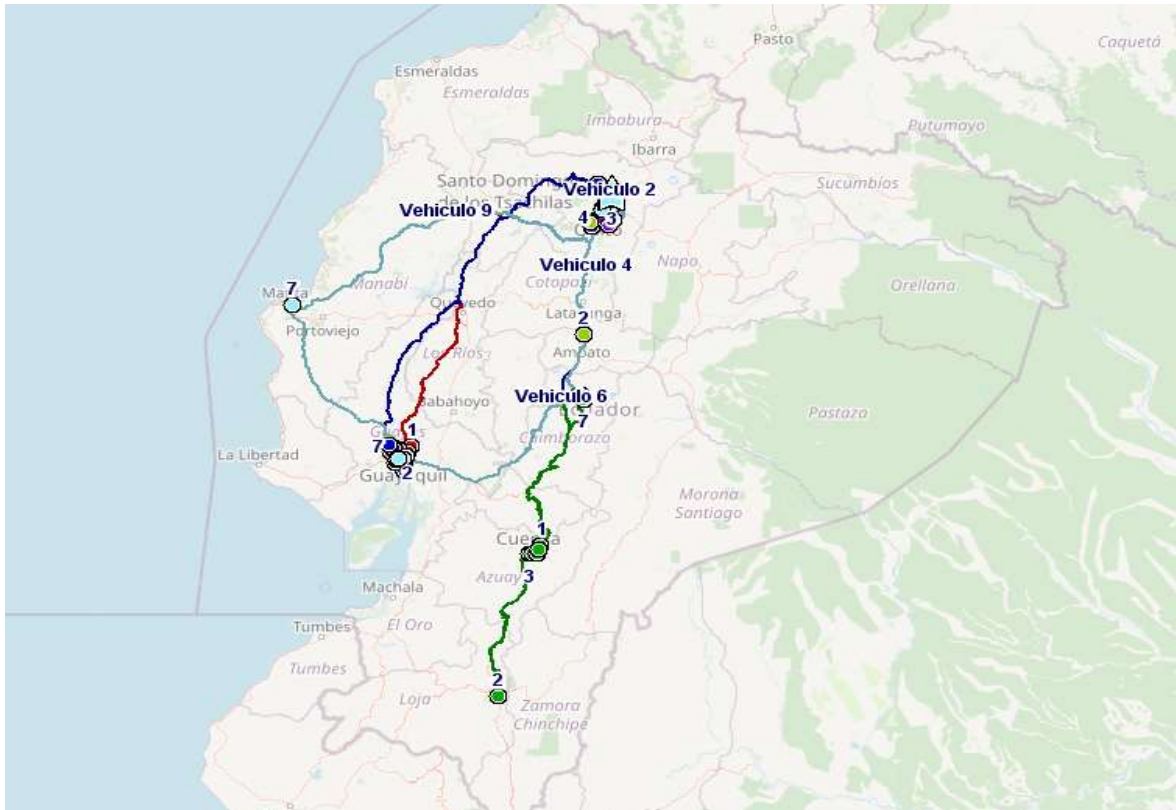 Pasto
Caquetá
Esmeraldas
Esmeraldas
Imbabura
Putumayo
Ibarra
Santo Domingo
de los Tsáchilas
Vehiculo 2
Sucumbíos
Vehiculo 9
4
3
Vehiculo 4
Napo
Cotopaxi
Orellana
7
Manta
Manabí
Quevedo
Portoviejo
Latacunga
2
Los Ríos
Ambato
Vehiculo 6
Ecuador
7
Babahoyo
Pastaza
Guayas
1
7
Chimborazo
La Libertad
2
Guayaquil
Morona
Santiago
1
Cuenca
3
Azuay
Machala
El Oro
Tumbes
Tumbes
2
Loja
Zamora
Chinchipe